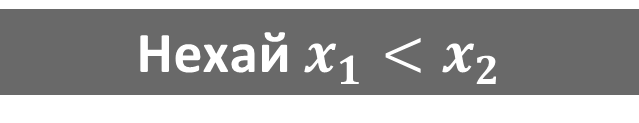 Нехай 𝒙₁ < 𝒙₂